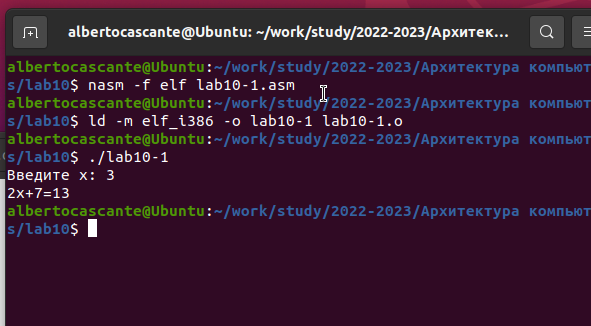 albertocascante@Ubuntu: ~/work/study/2022-2023/Архитек...
albertocascante@Ubuntu:~/work/study/2022-2023/Архитектура компьют
s/lab10$ nasm -f elf lab10-1.asm
albertocascante@Ubuntu:~/work/study/2022-2023/Архитектура компьют
s/lab10$ ld -m elf_i386 -o lab10-1 lab10-1.o
albertocascante@Ubuntu:~/work/study/2022-2023/Архитектура компьют
s/lab10$ ./lab10-1
Введите x: 3
2x+7=13
albertocascante@Ubuntu:~/work/study/2022-2023/Архитектура компьют
s/lab10$